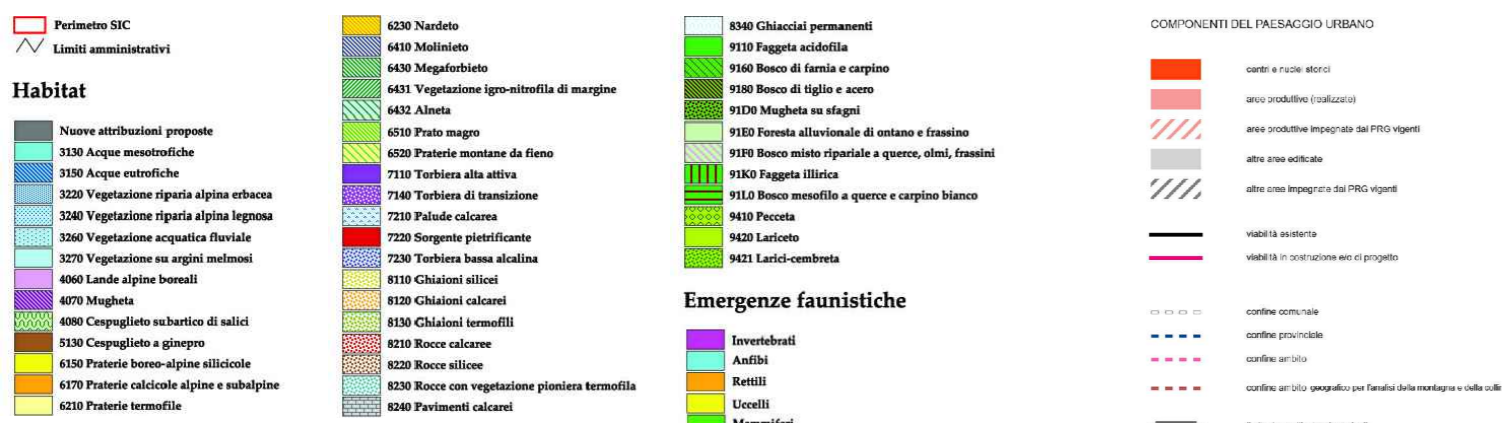 Perimetro SIC
Limiti amministrativi
Habitat
Nuove attribuzioni proposte
3130 Acque mesotrofiche
3150 Acque eutrofiche
3220 Vegetazione riparia alpina erbacea
3240 Vegetazione riparia alpina legnosa
3260 Vegetazione acquatica fluviale
3270 Vegetazione su argini melmosi
4060 Lande alpine boreali
4070 Mugheta
4080 Cespuglieto subartico di salici
5130 Cespuglieto a ginepro
6150 Praterie boreo-alpine silicicole
6170 Praterie calcicole alpine e subalpine
6210 Praterie termofile
6230 Nardeto
6410 Molinieto
6430 Megaforbieto
6431 Vegetazione igro-nitrofila di margine
6432 Alneta
6510 Prato magro
6520 Praterie montane da fieno
7110 Torbiera alta attiva
7140 Torbiera di transizione
7210 Palude calcarea
7220 Sorgente pietrificante
7230 Torbiera bassa alcalina
8110 Ghiaioni silicei
8120 Ghiaioni calcarei
8130 Ghiaioni termofili
8210 Rocce calcaree
8220 Rocce silicee
8230 Rocce con vegetazione pioniera termofila
8240 Pavimenti calcarei
8340 Ghiacciai permanenti
9110 Faggeta acidofila
9160 Bosco di farnia e carpino
9180 Bosco di tiglio e acero
91D0 Mugheta su sfagni
91E0 Foresta alluvionale di ontano e frassino
91F0 Bosco misto ripariale a querce, olmi, frassini
91K0 Faggeta illirica
91L0 Bosco mesofilo a querce e carpino bianco
9410 Pecceta
9420 Lariceto
9421 Larici-cembreta
Emergenze faunistiche
Invertebrati
Anfibi
Rettili
Uccelli
Mammiferi
COMPONENTI DEL PAESAGGIO URBANO
centri e nuclei storici
aree produttive (realizzate)
aree produttive impegnate dai PRG vigenti
altre aree edificate
altre aree impegnate dai PRG vigenti
viabilità esistente
viabilità in costruzione e/o di progetto
confine comunale
confine provinciale
confine ambito
confine ambito geografico per l'analisi della montagna e della collin